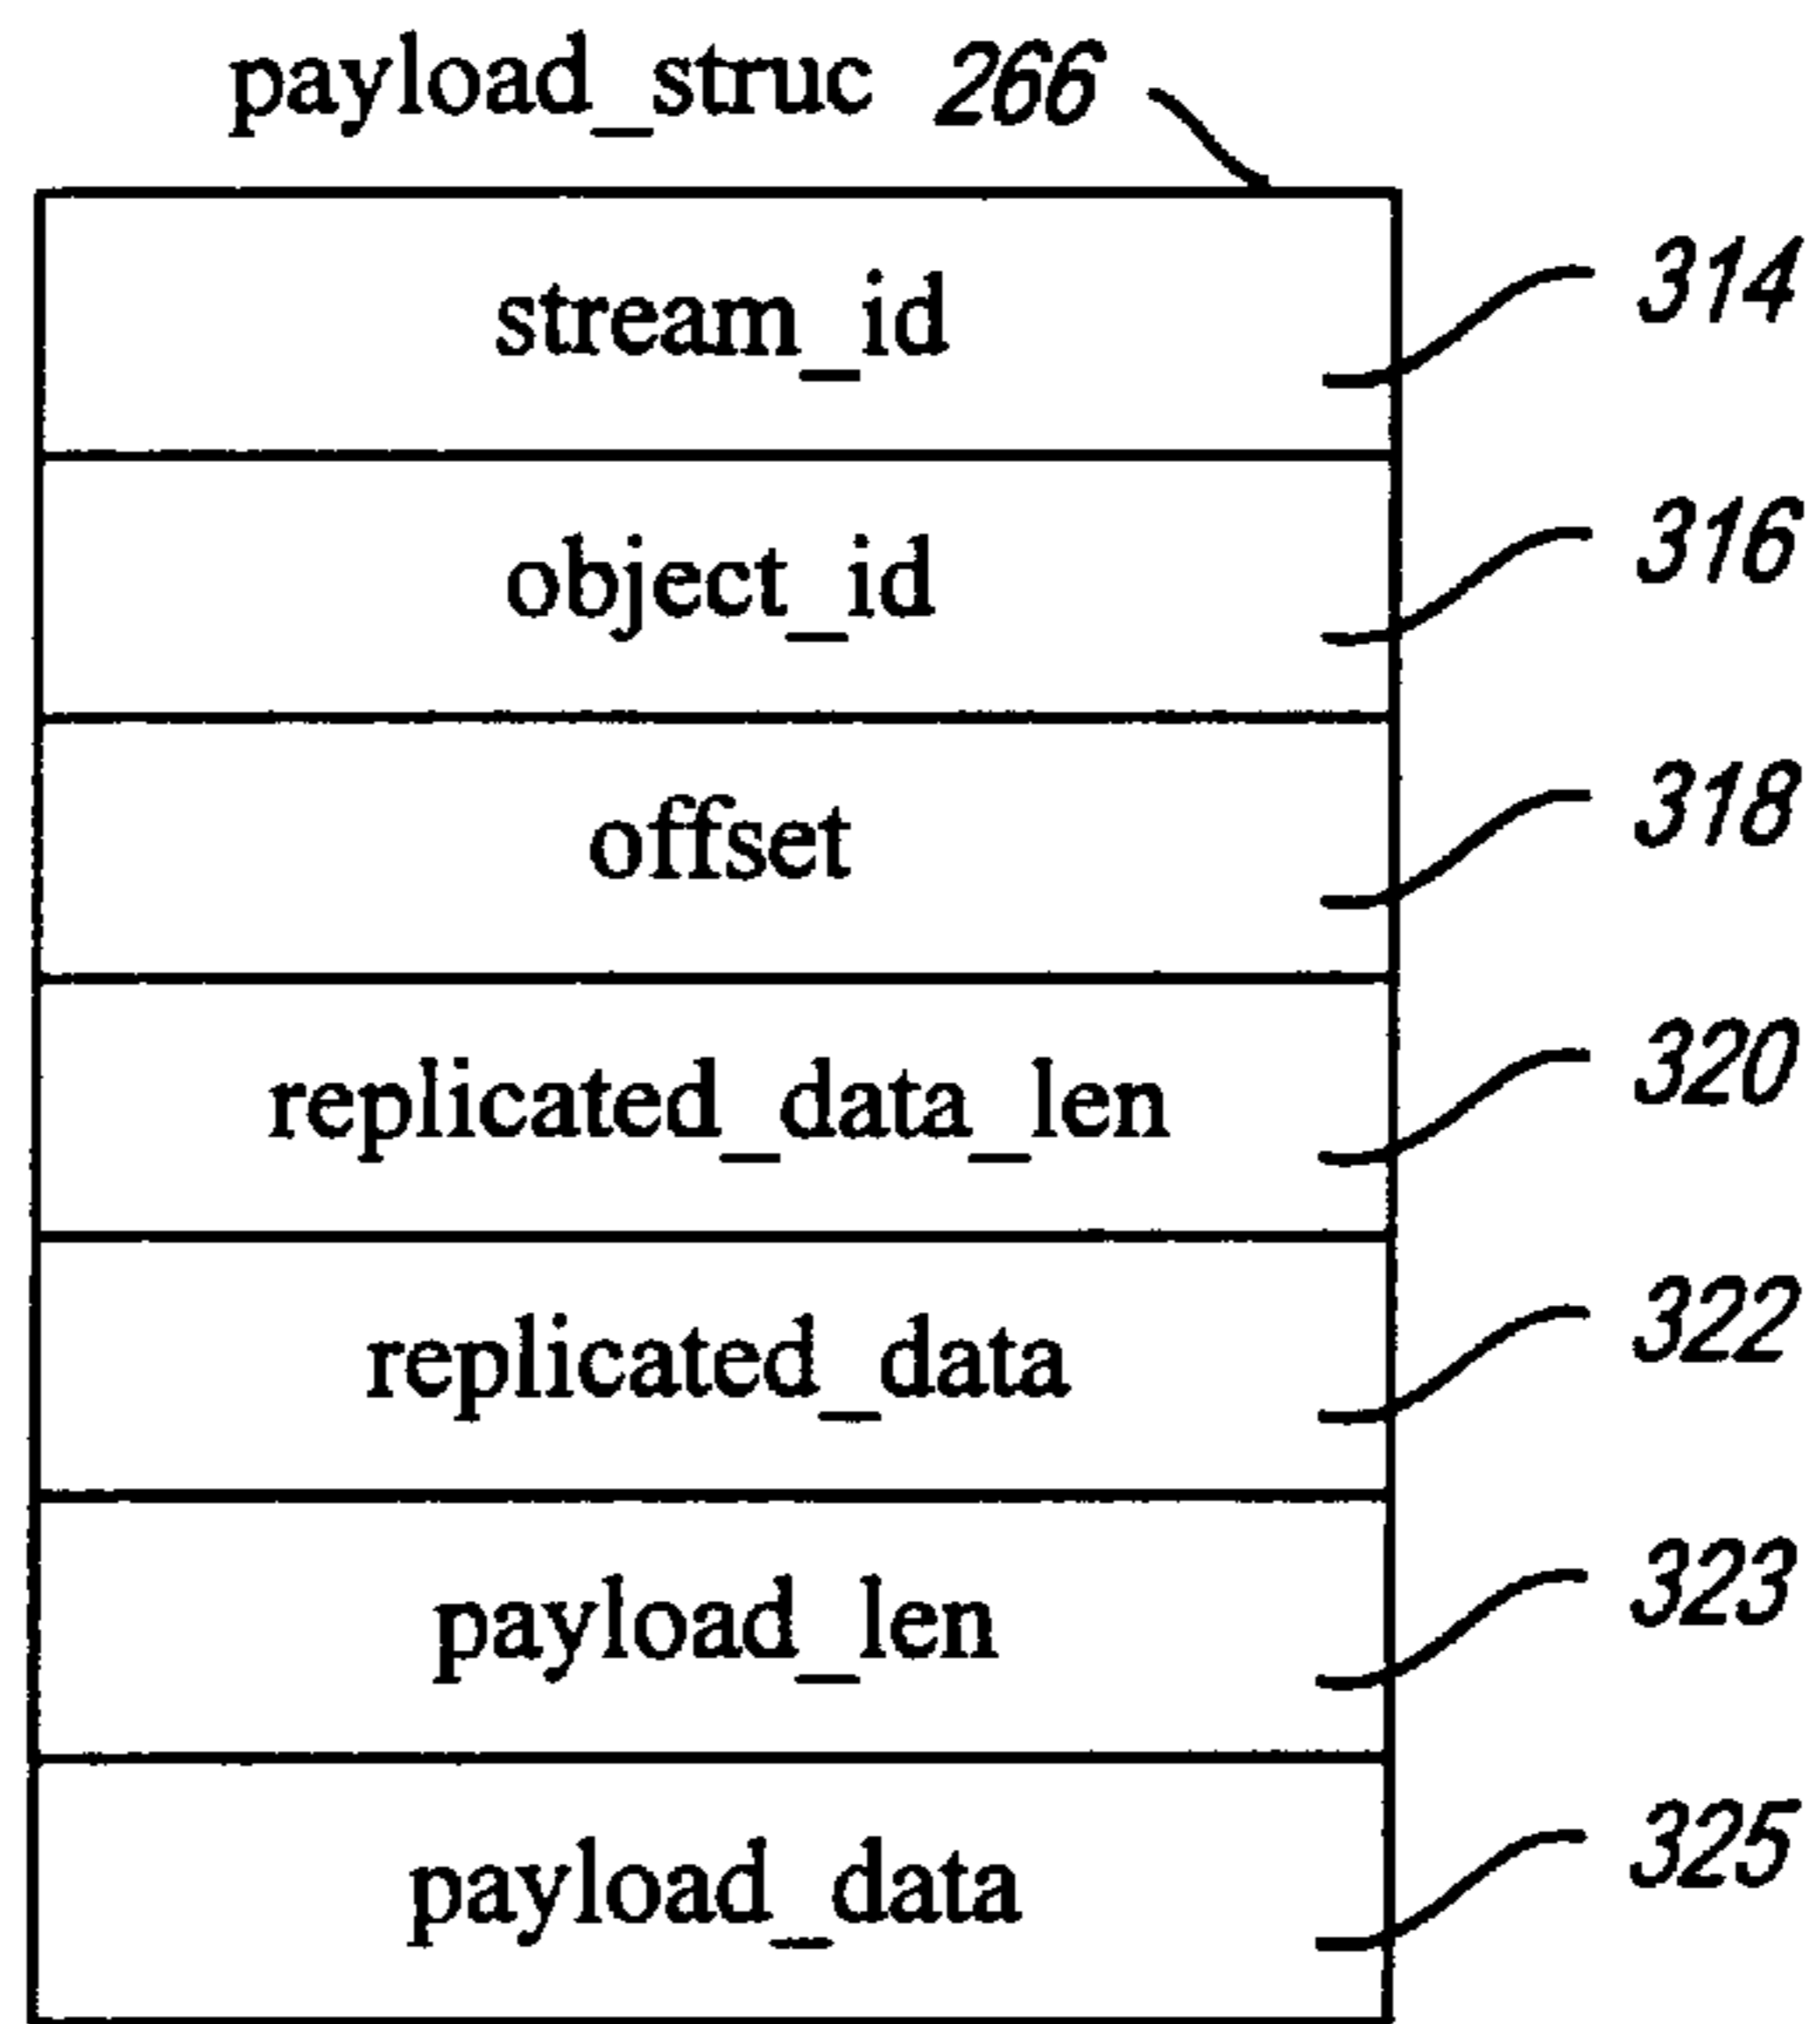 payload_struc 266
stream_id 314
object_id 316
offset 318
replicated_data_len 320
replicated_data 322
payload_len 323
payload_data 325